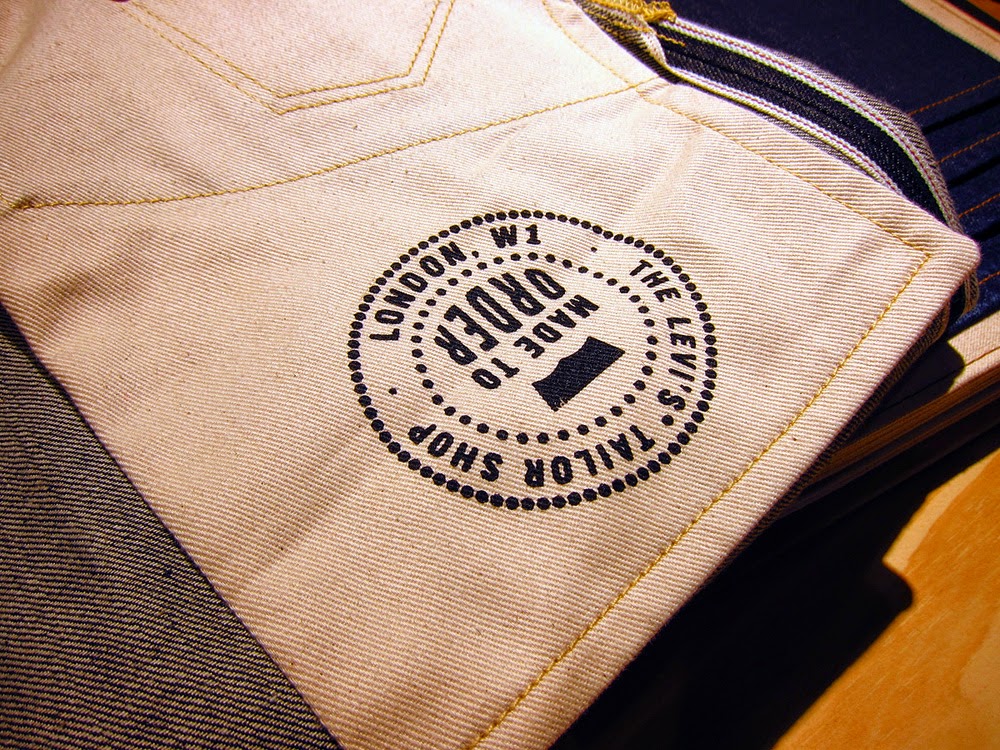 THE LEVI'S® TAILOR SHOP
LONDON, W1
MADE TO
ORDER